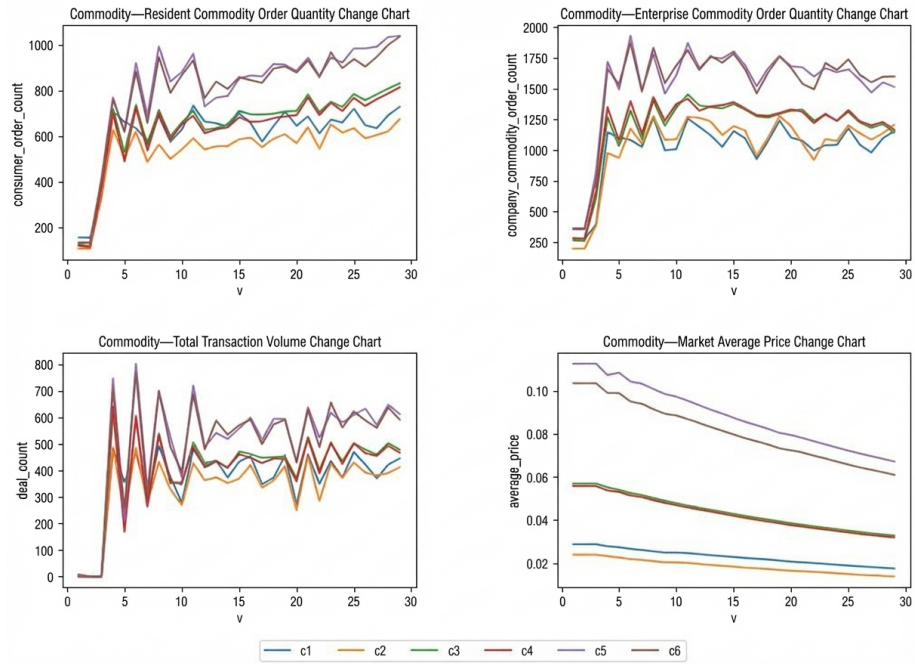 Commodity—Resident Commodity Order Quantity Change Chart
consumer_order_count
1000
800
600
400
200
0 5 10 15 20 25 30
v
Commodity—Enterprise Commodity Order Quantity Change Chart
company_commodity_order_count
2000
1750
1500
1250
1000
750
500
250
0 5 10 15 20 25 30
v
Commodity—Total Transaction Volume Change Chart
deal_count
800
700
600
500
400
300
200
100
0
0 5 10 15 20 25 30
v
Commodity—Market Average Price Change Chart
average_price
0.10
0.08
0.06
0.04
0.02
0 5 10 15 20 25 30
v
c1 c2 c3 c4 c5 c6